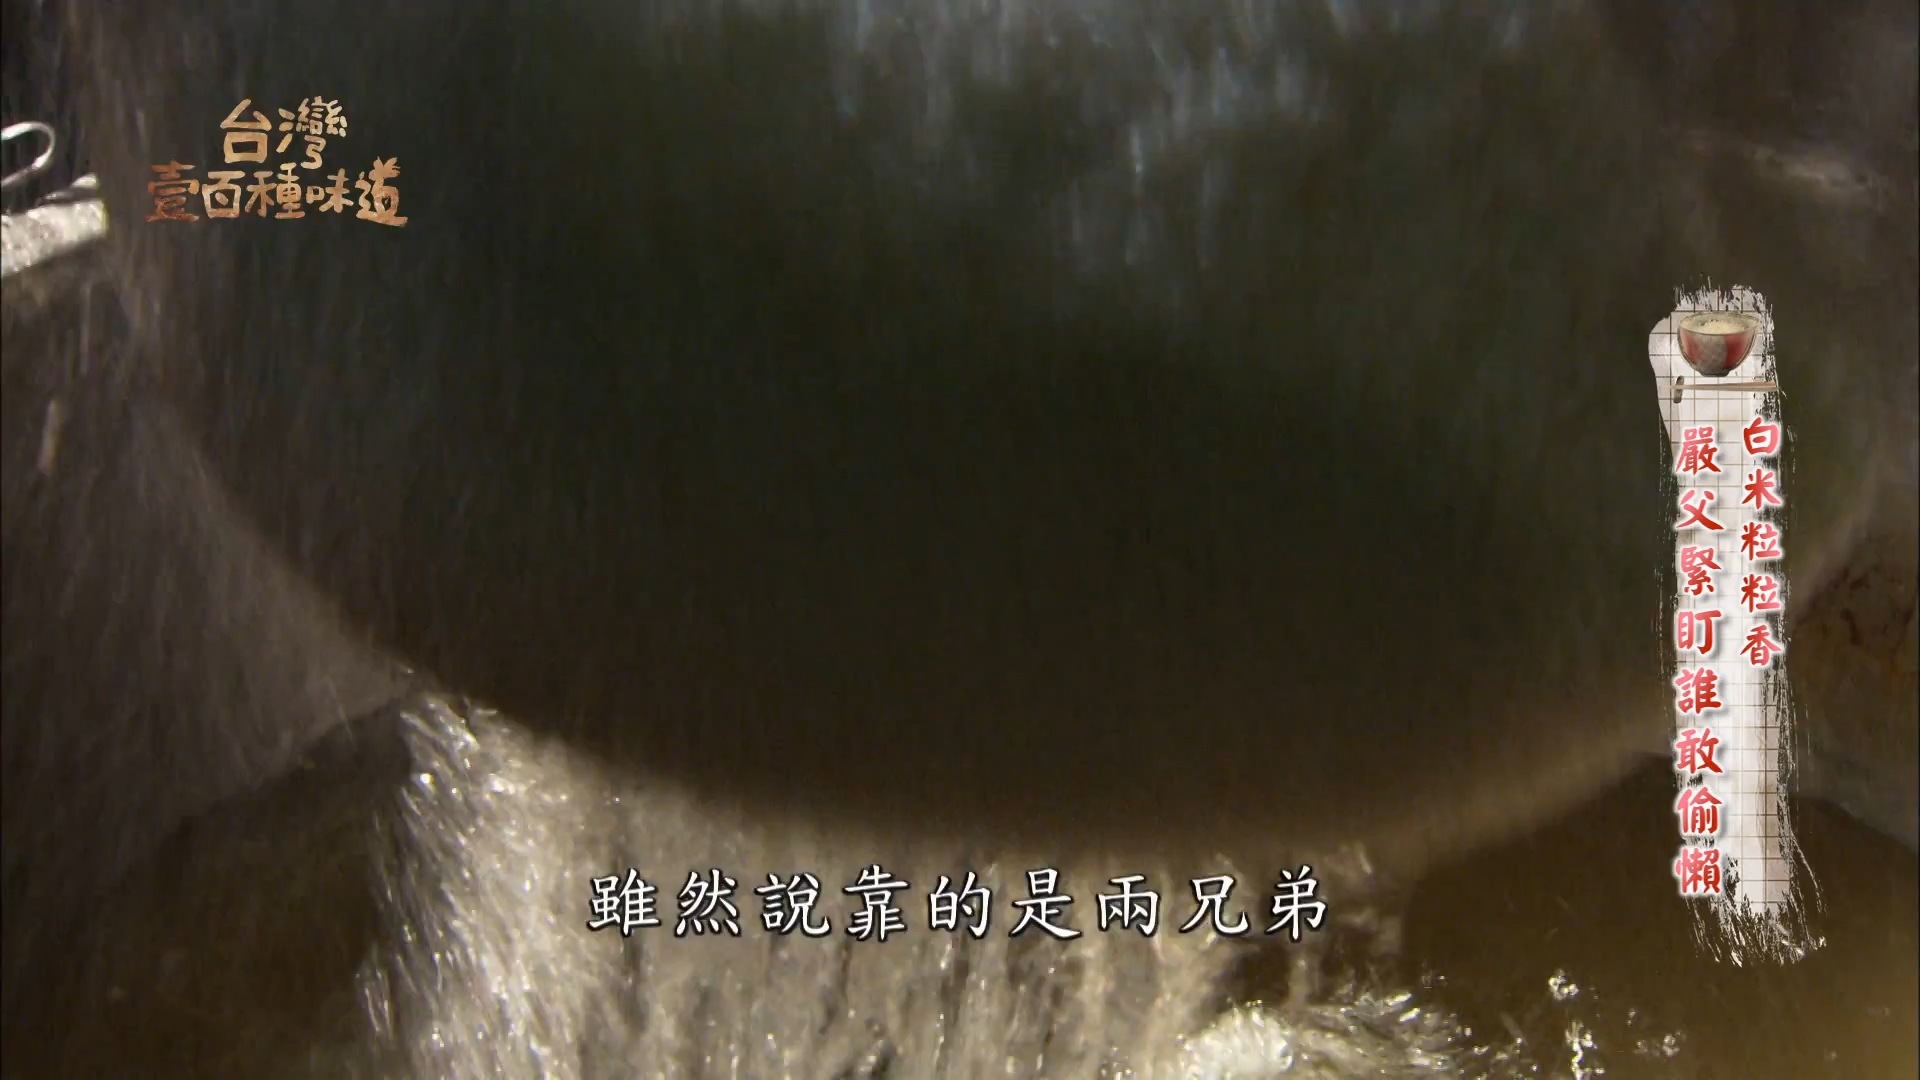 台灣
壹百種味道
白米粒粒香
嚴父緊盯誰敢偷懶
雖然說靠的是兩兄弟